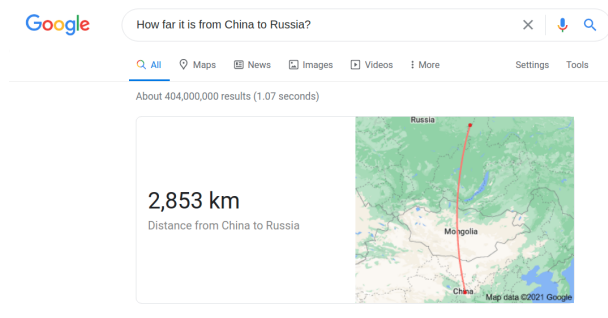 Google
How far it is from China to Russia?
All Maps News Images Videos More Settings Tools
About 404,000,000 results (1.07 seconds)
2,853 km
Distance from China to Russia
Russia
Mongolia
China
Map data ©2021 Google